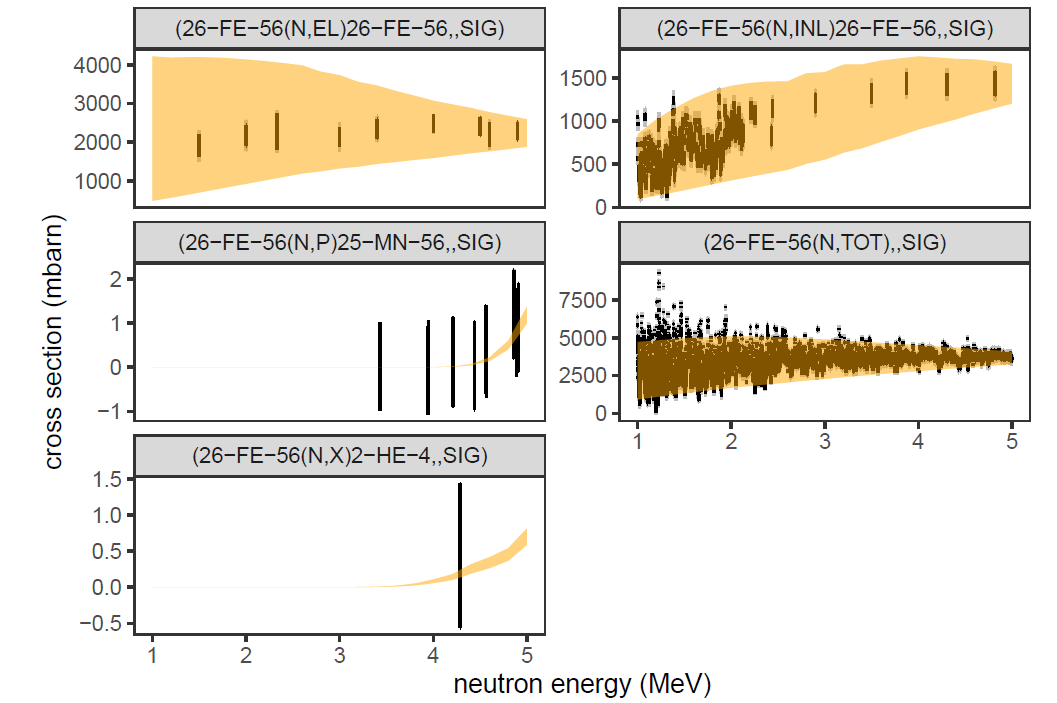 (26−FE−56(N,EL)26−FE−56,,SIG)
(26−FE−56(N,INL)26−FE−56,,SIG)
4000
3000
2000
1000
1500
1000
500
0
(26−FE−56(N,P)25−MN−56,,SIG)
(26−FE−56(N,TOT),,SIG)
cross section (mbarn)
2
1
0
−1
7500
5000
2500
0
1 2 3 4 5
(26−FE−56(N,X)2−HE−4,,SIG)
1.5
1.0
0.5
0.0
−0.5
1 2 3 4 5
neutron energy (MeV)